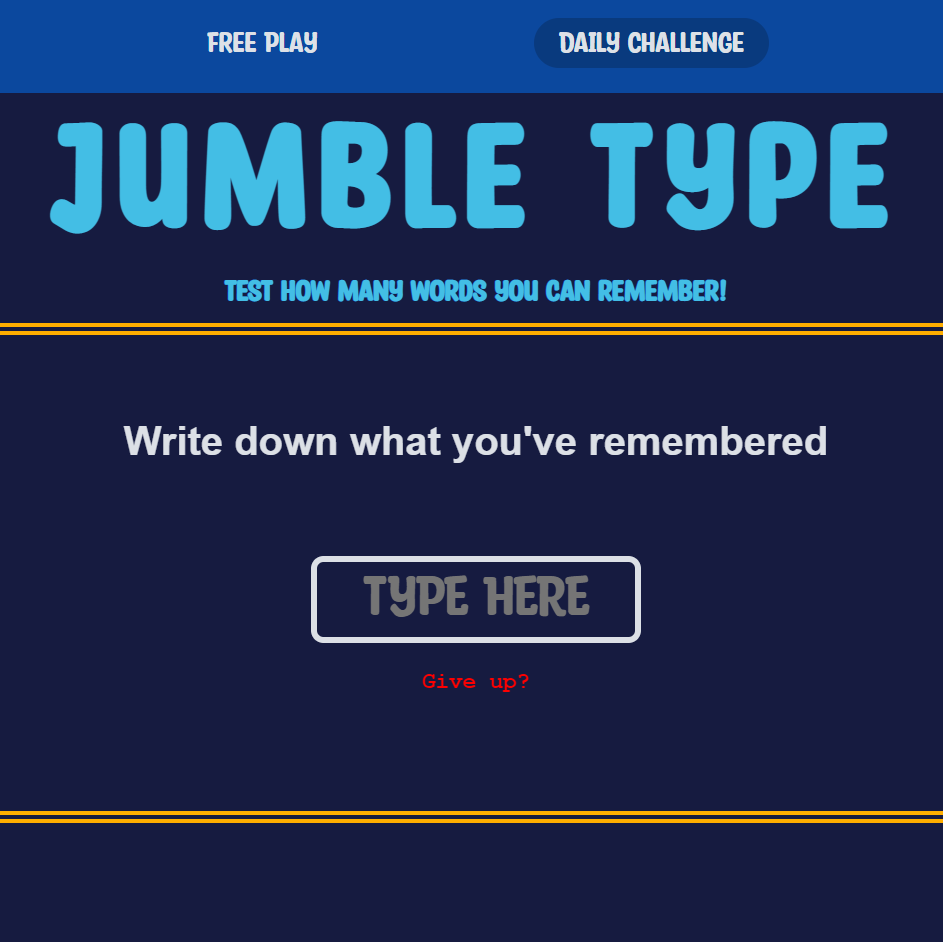 FREE PLAY DAILY CHALLENGE
JUMBLE TYPE
TEST HOW MANY WORDS YOU CAN REMEMBER!
Write down what you've remembered
TYPE HERE
Give up?